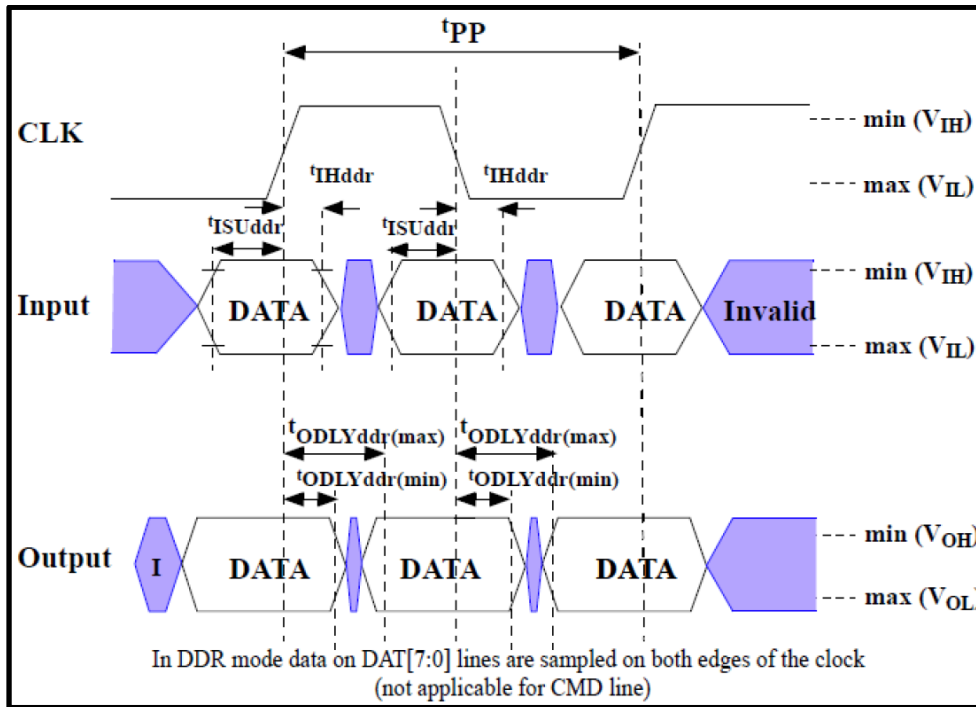 tPP
CLK
min (VIH)
max (VIL)
tIHddr
tIHddr
tISUddr
tISUddr
Input
DATA
DATA
DATA
Invalid
min (VIH)
max (VIL)
tODLYddr(max)
tODLYddr(max)
tODLYddr(min)
tODLYddr(min)
Output
I
DATA
DATA
DATA
min (VOH)
max (VOL)
In DDR mode data on DAT[7:0] lines are sampled on both edges of the clock
(not applicable for CMD line)